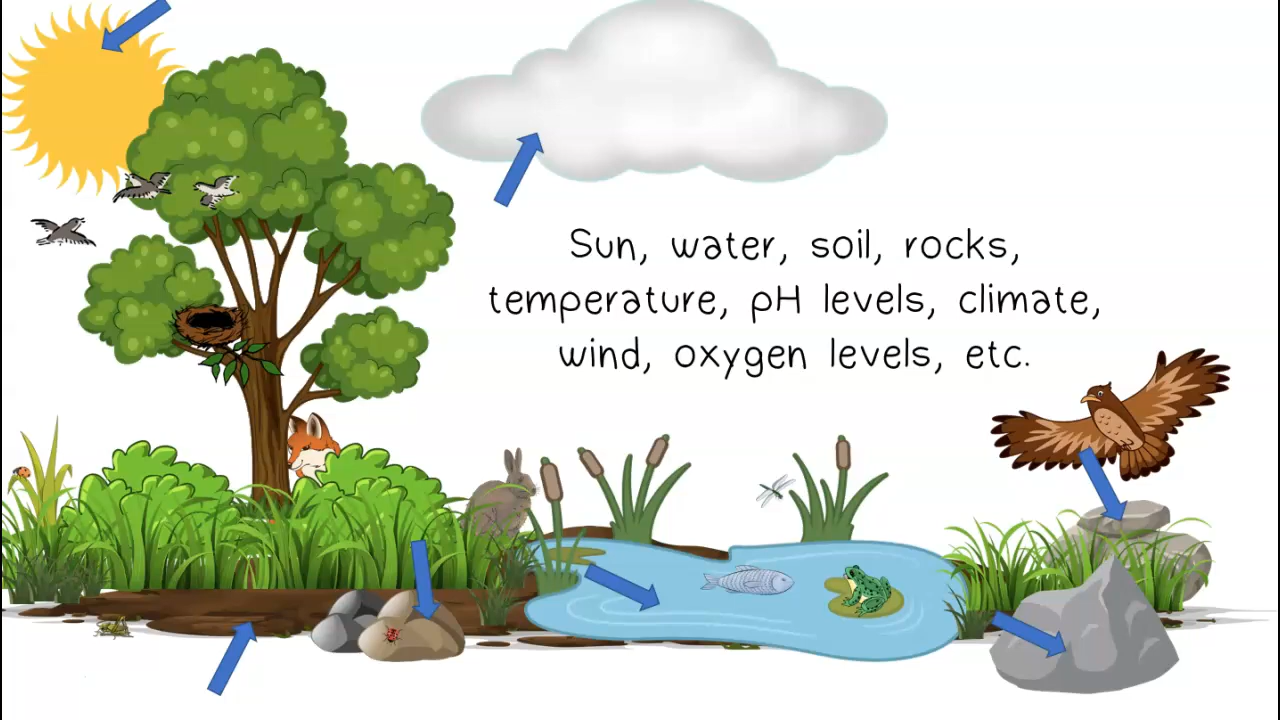 Sun, water, soil, rocks,
temperature, pH levels, climate,
wind, oxygen levels, etc.